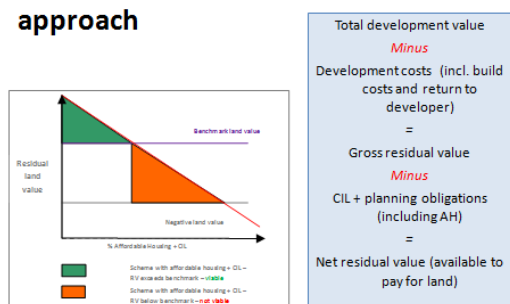 approach
Residual
land
value
Benchmark land value
Negative land value
% Affordable Housing + CIL
Scheme with affordable housing + CIL –
RV exceeds benchmark – viable
Scheme with affordable housing + CIL –
RV below benchmark – not viable
Total development value
Minus
Development costs (incl. build
costs and return to
developer)
=
Gross residual value
Minus
CIL + planning obligations
(including AH)
=
Net residual value (available to
pay for land)